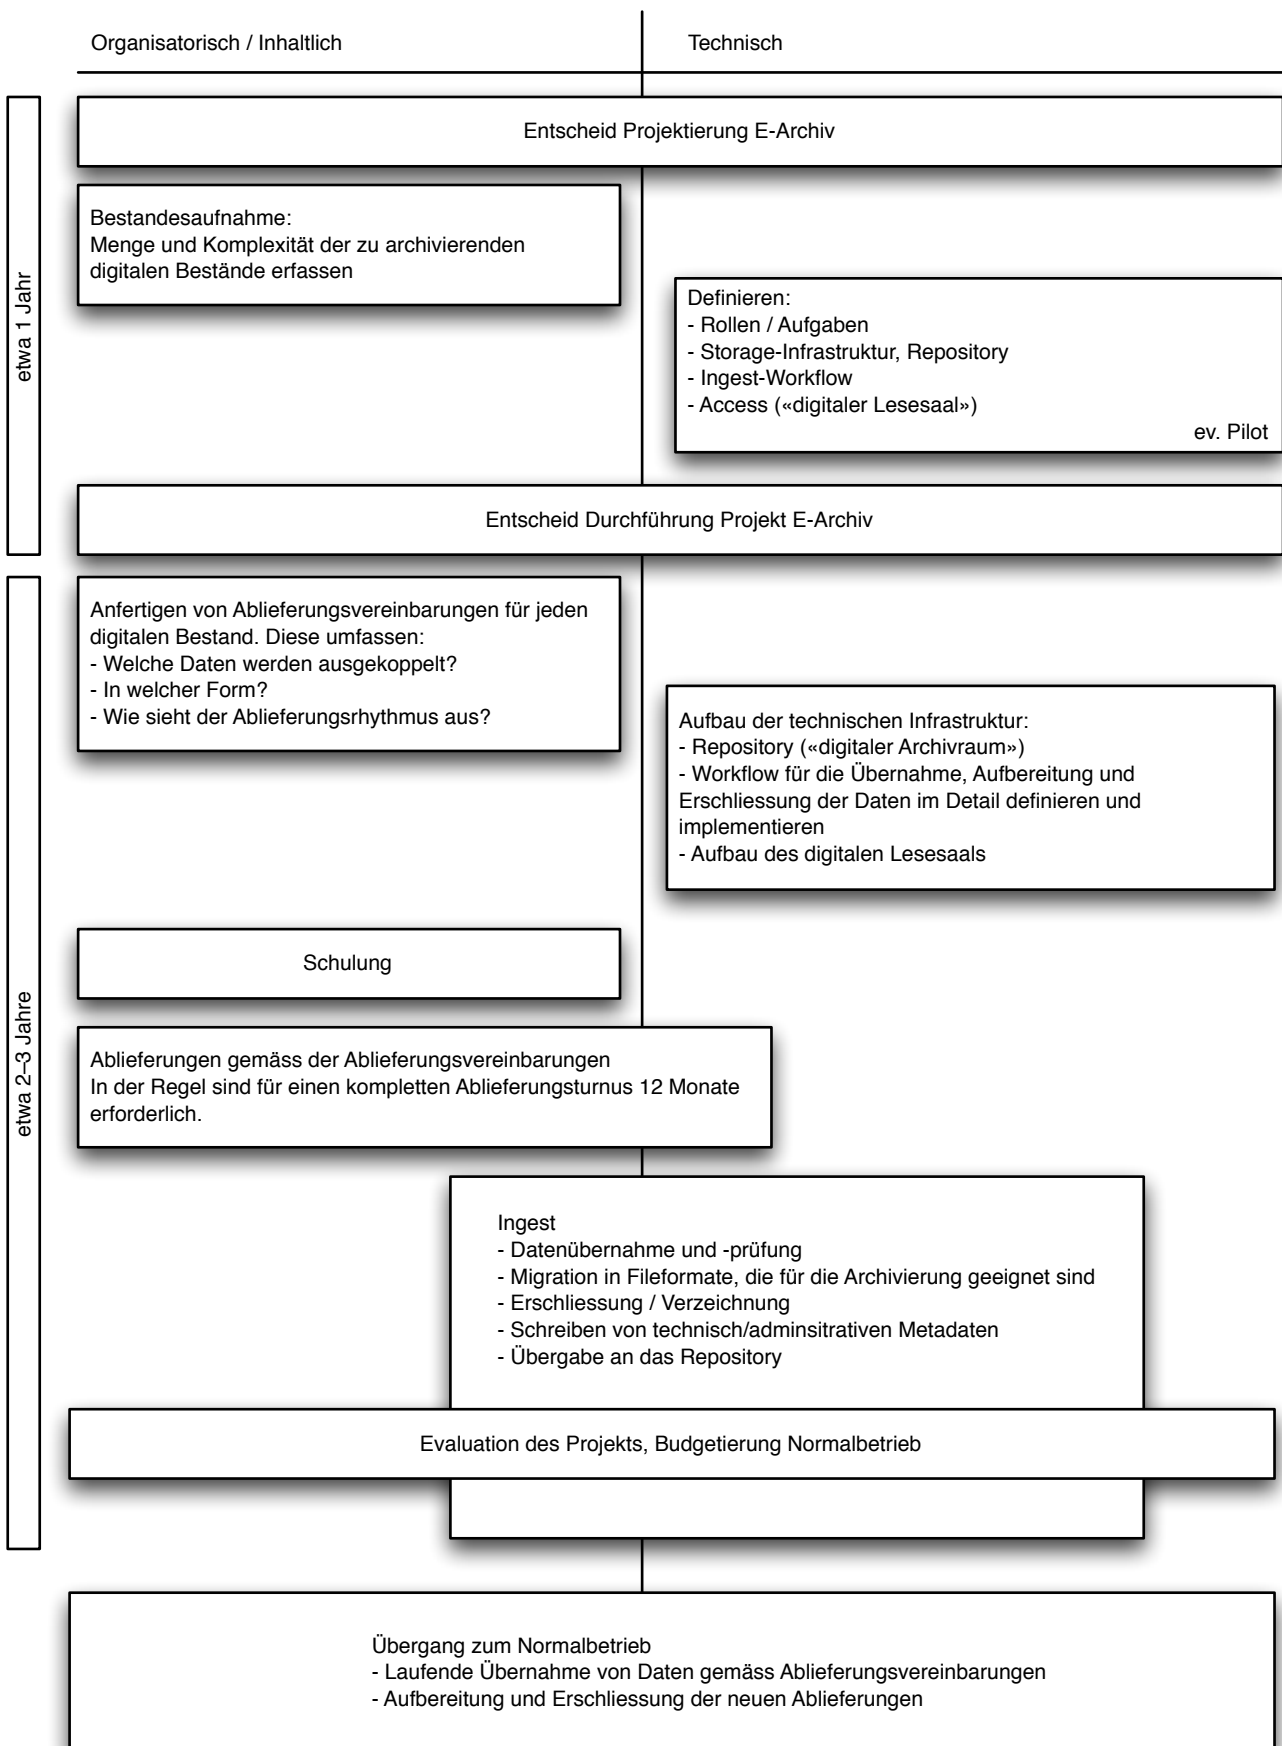 Organisatorisch / Inhaltlich
Technisch
etwa 1 Jahr
Entscheid Projektierung E-Archiv
Bestandesaufnahme:
Menge und Komplexität der zu archivierenden
digitalen Bestände erfassen
Definieren:
- Rollen / Aufgaben
- Storage-Infrastruktur, Repository
- Ingest-Workflow
- Access («digitaler Lesesaal»)
ev. Pilot
Entscheid Durchführung Projekt E-Archiv
etwa 2–3 Jahre
Anfertigen von Ablieferungsvereinbarungen für jeden
digitalen Bestand. Diese umfassen:
- Welche Daten werden ausgekoppelt?
- In welcher Form?
- Wie sieht der Ablieferungsrhythmus aus?
Aufbau der technischen Infrastruktur:
- Repository («digitaler Archivraum»)
- Workflow für die Übernahme, Aufbereitung und
Erschliessung der Daten im Detail definieren und
implementieren
- Aufbau des digitalen Lesesaals
Schulung
Ablieferungen gemäss der Ablieferungsvereinbarungen
In der Regel sind für einen kompletten Ablieferungsturnus 12 Monate
erforderlich.
Ingest
- Datenübernahme und -prüfung
- Migration in Fileformate, die für die Archivierung geeignet sind
- Erschliessung / Verzeichnung
- Schreiben von technisch/adminsitrativen Metadaten
- Übergabe an das Repository
Evaluation des Projekts, Budgetierung Normalbetrieb
Übergang zum Normalbetrieb
- Laufende Übernahme von Daten gemäss Ablieferungsvereinbarungen
- Aufbereitung und Erschliessung der neuen Ablieferungen